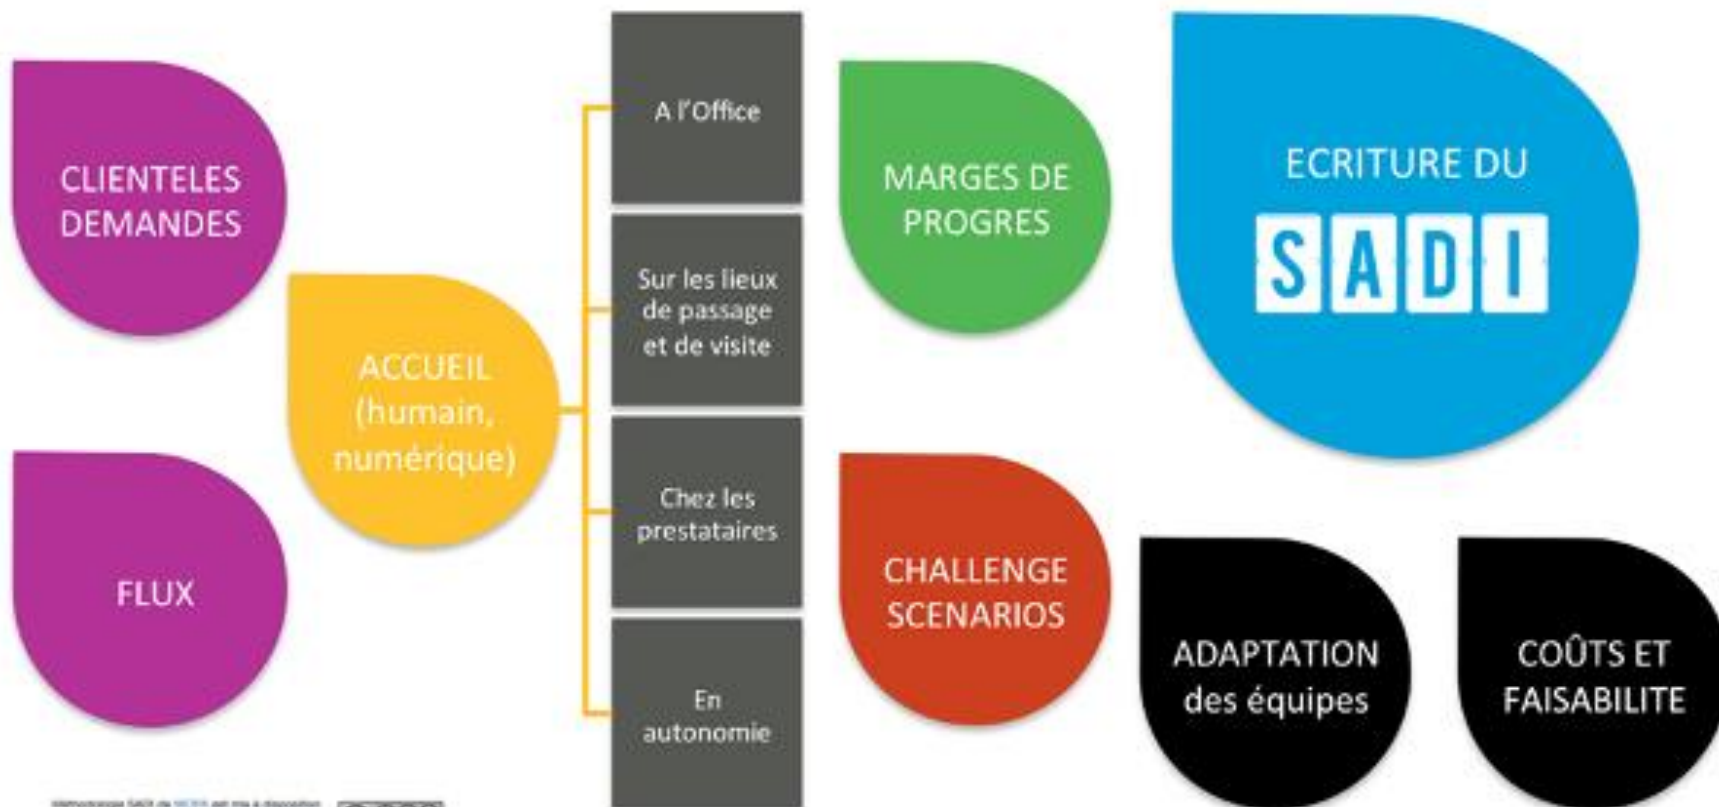 CLIENTELES
DEMANDES
FLUX
ACCUEIL
(humain,
numérique)
A l'Office
Sur les lieux
de passage
et de visite
Chez les
prestataires
En
autonomie
MARGES DE
PROGRES
CHALLENGE
SCENARIOS
ECRITURE DU
SADI
ADAPTATION
des équipes
COÛTS ET
FAISABILITE